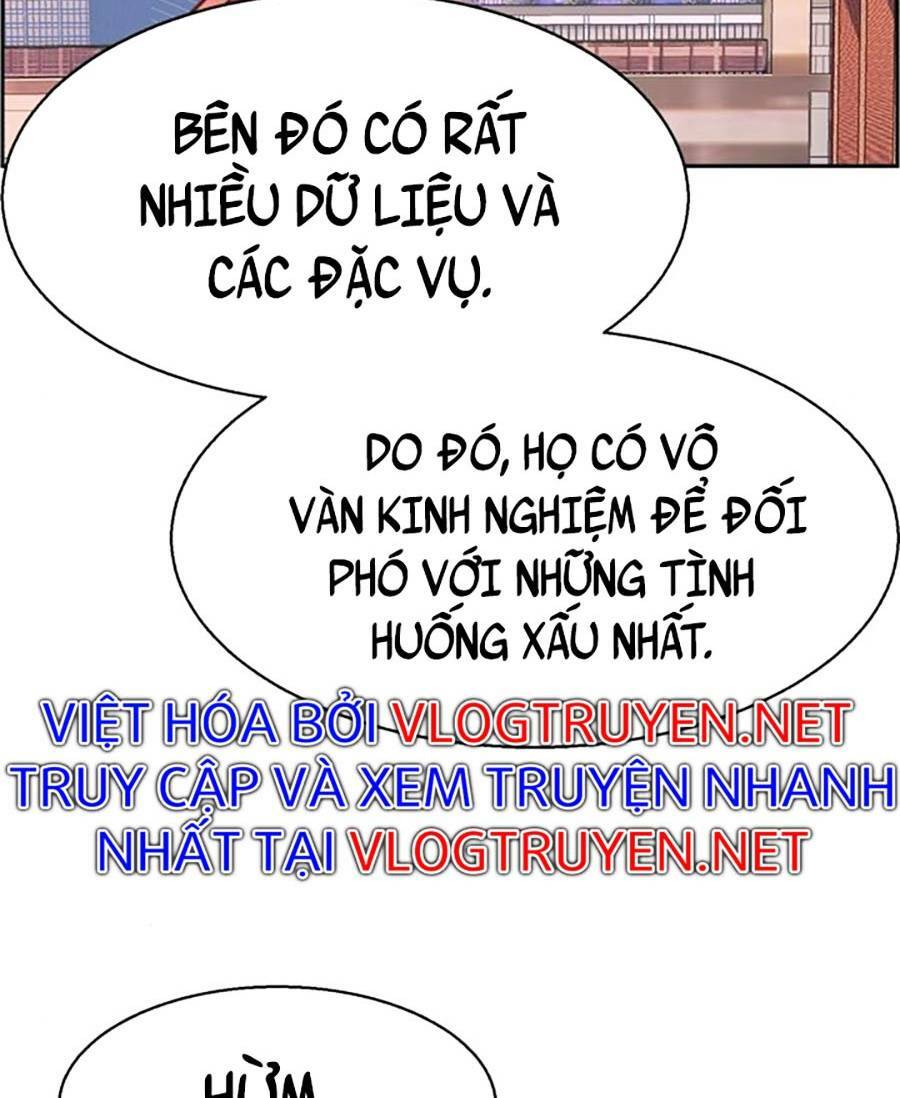 BÊN ĐÓ CÓ RẤT
NHIỀU DỮ LIỆU VÀ
CÁC ĐẶC VỤ.
DO ĐÓ, HỌ CÓ VÔ
VÀN KINH NGHIỆM ĐỂ ĐỐI
PHÓ VỚI NHỮNG TÌNH
HUỐNG XẤU NHẤT.
VIỆT HÓA BỞI VLOGTRUYEN.NET
TRUY CẬP VÀ XEM TRUYỆN NHANH
NHẤT TẠI VLOGTRUYEN.NET
HỪM